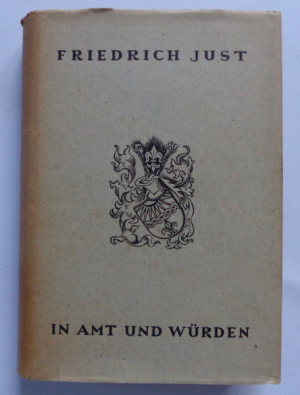 FRIEDRICH JUST
IN AMT UND WÜRDEN